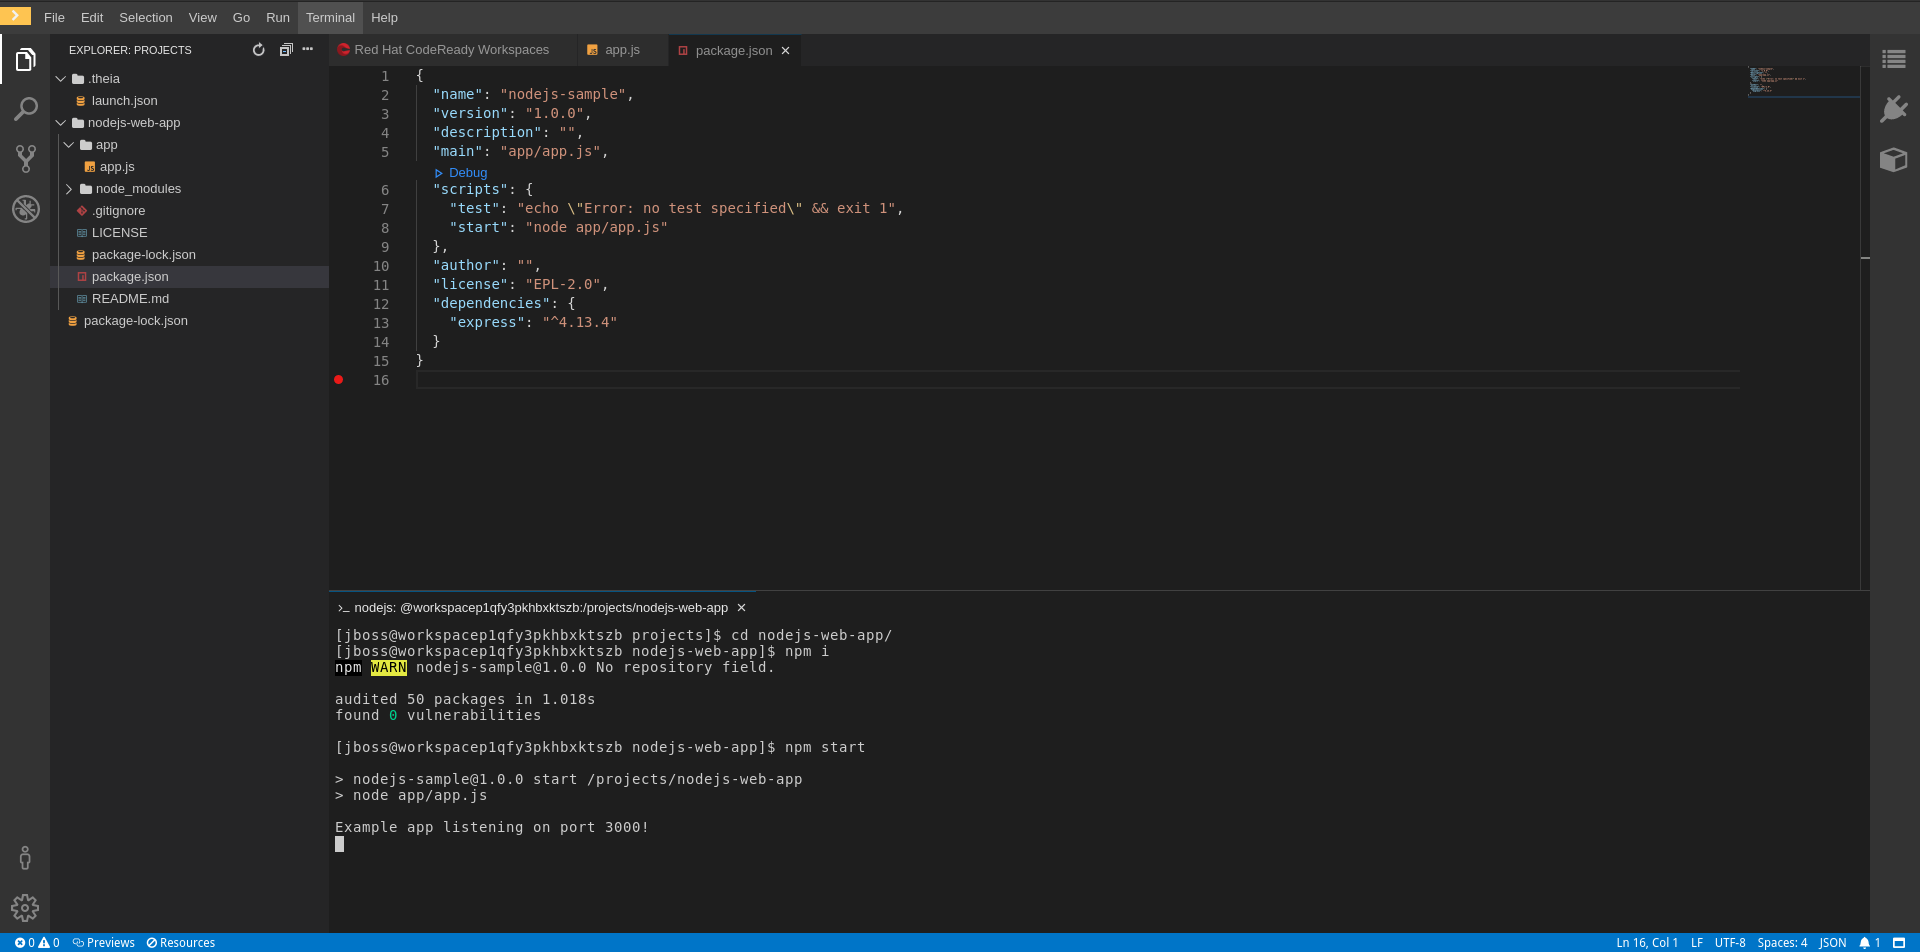 File Edit Selection View Go Run Terminal Help
EXPLORER: PROJECTS
.theia
launch.json
nodejs-web-app
app
app.js
node_modules
.gitignore
LICENSE
package-lock.json
package.json
README.md
package-lock.json
Red Hat CodeReady Workspaces app.js package.json
1 {
2 "name": "nodejs-sample",
3 "version": "1.0.0",
4 "description": "",
5 "main": "app/app.js",
Debug
6 "scripts": {
7 "test": "echo \"Error: no test specified\" && exit 1",
8 "start": "node app/app.js"
9 },
10 "author": "",
11 "license": "EPL-2.0",
12 "dependencies": {
13 "express": "^4.13.4"
14 }
15 }
16
nodejs: @workspacep1qfy3pkhbxktszb:/projects/nodejs-web-app
[jboss@workspacep1qfy3pkhbxktszb projects]$ cd nodejs-web-app/
[jboss@workspacep1qfy3pkhbxktszb nodejs-web-app]$ npm i
npm WARN nodejs-sample@1.0.0 No repository field.
audited 50 packages in 1.018s
found 0 vulnerabilities
[jboss@workspacep1qfy3pkhbxktszb nodejs-web-app]$ npm start
> nodejs-sample@1.0.0 start /projects/nodejs-web-app
> node app/app.js
Example app listening on port 3000!
0 0 Previews Resources Ln 16, Col 1 LF UTF-8 Spaces: 4 JSON 1